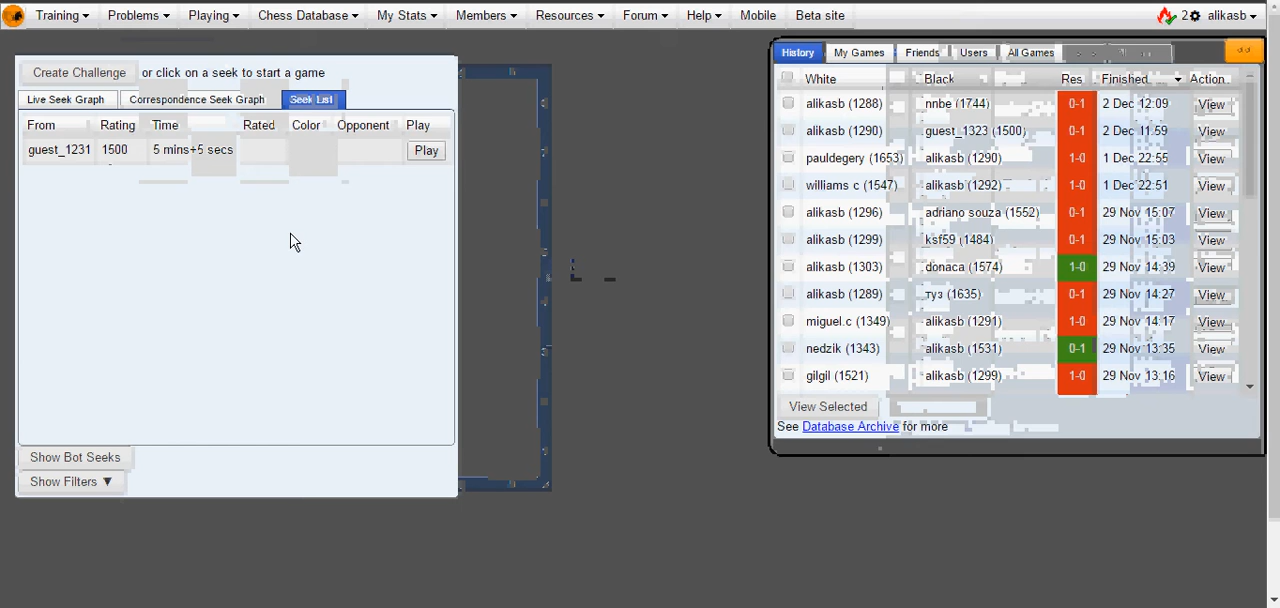 Training Problems Playing Chess Database My Stats Members Resources Forum Help Mobile Beta site 2 alikasb
Create Challenge or click on a seek to start a game
Live Seek Graph Correspondence Seek Graph Seek List
From Rating Time Rated Color Opponent Play
guest_1231 1500 5 mins+5 secs Play
Show Bot Seeks
Show Filters ▼
History My Games Friends Users All Games
White Black Res Finished Action
alikasb (1288) nnbe (1744) 0-1 2 Dec 12:09 View
alikasb (1290) guest_1323 (1500) 0-1 2 Dec 11:59 View
pauldegery (1653) alikasb (1290) 1-0 1 Dec 22:55 View
williams c (1547) alikasb (1292) 1-0 1 Dec 22:51 View
alikasb (1296) adriano souza (1552) 0-1 29 Nov 15:07 View
alikasb (1299) ksf59 (1484) 0-1 29 Nov 15:03 View
alikasb (1303) donaca (1574) 1-0 29 Nov 14:39 View
alikasb (1289) туз (1635) 0-1 29 Nov 14:27 View
miguel.c (1349) alikasb (1291) 1-0 29 Nov 14:17 View
nedzik (1343) alikasb (1531) 0-1 29 Nov 13:35 View
gilgil (1521) alikasb (1299) 1-0 29 Nov 13:16 View
View Selected
See Database Archive for more